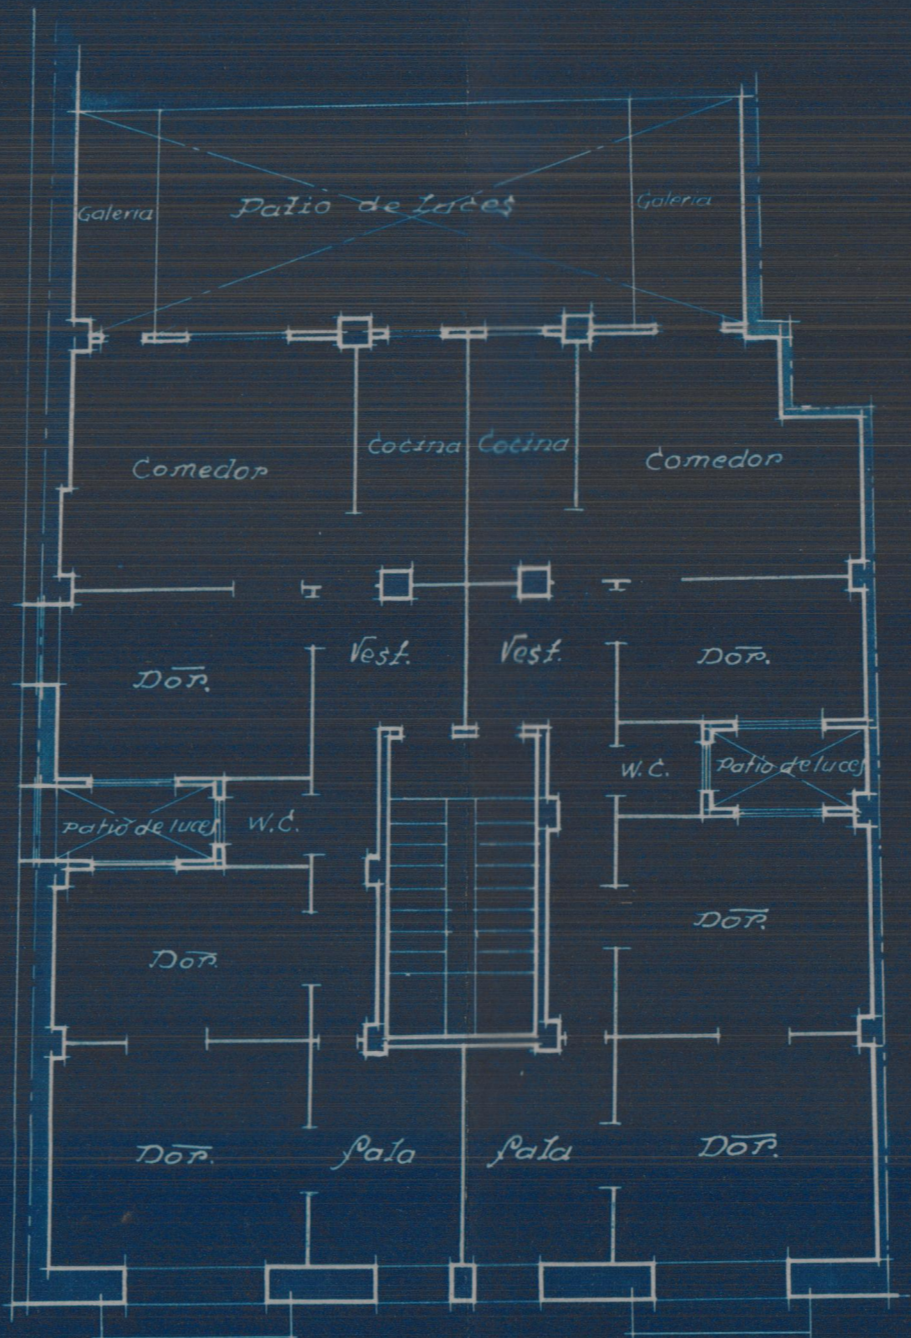 Galeria
Patio de luces
Galeria
Comedor
Cocina
Cocina
Comedor
Dor.
Vest.
Vest.
Dor.
Patio de luces
W.C.
W.C.
Patio de luces
Dor.
Dor.
Dor.
Sala
Sala
Dor.